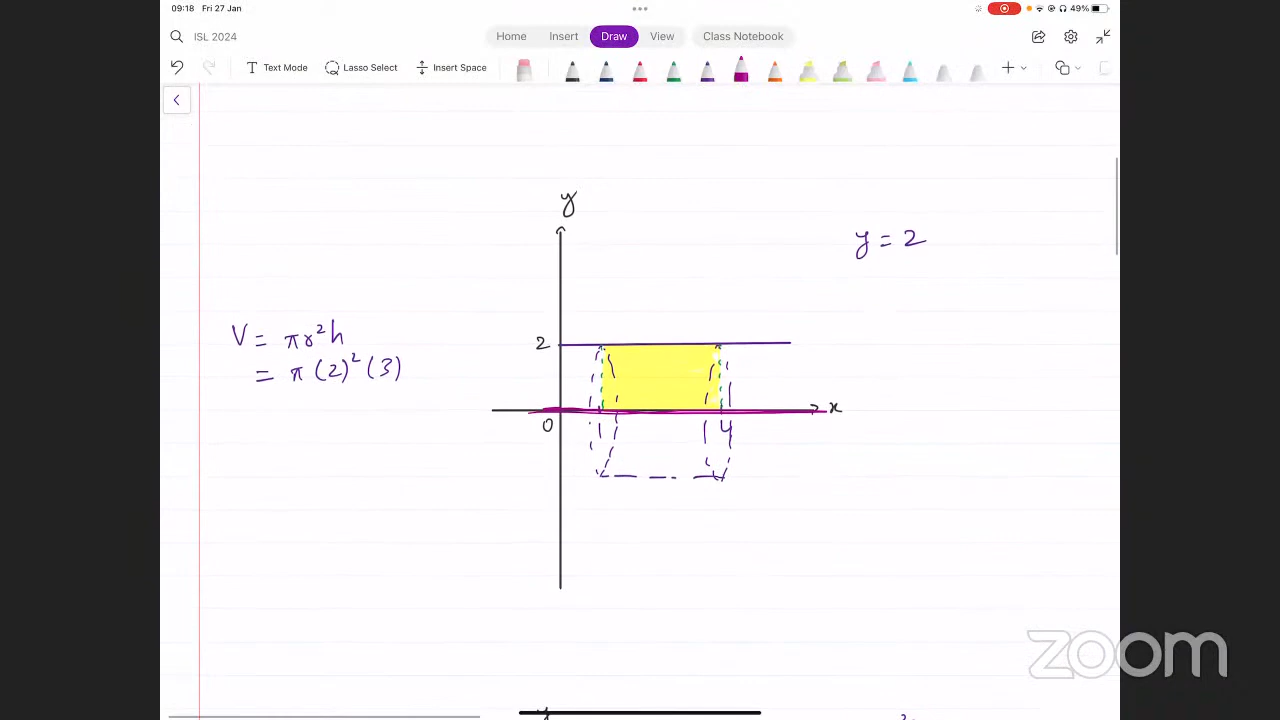 09:18 Fri 27 Jan
49%
ISL 2024
Home Insert Draw View Class Notebook
Text Mode Lasso Select Insert Space
y
y = 2
V = πr²h
= π(2)²(3)
2
x
0 1 4
zoom